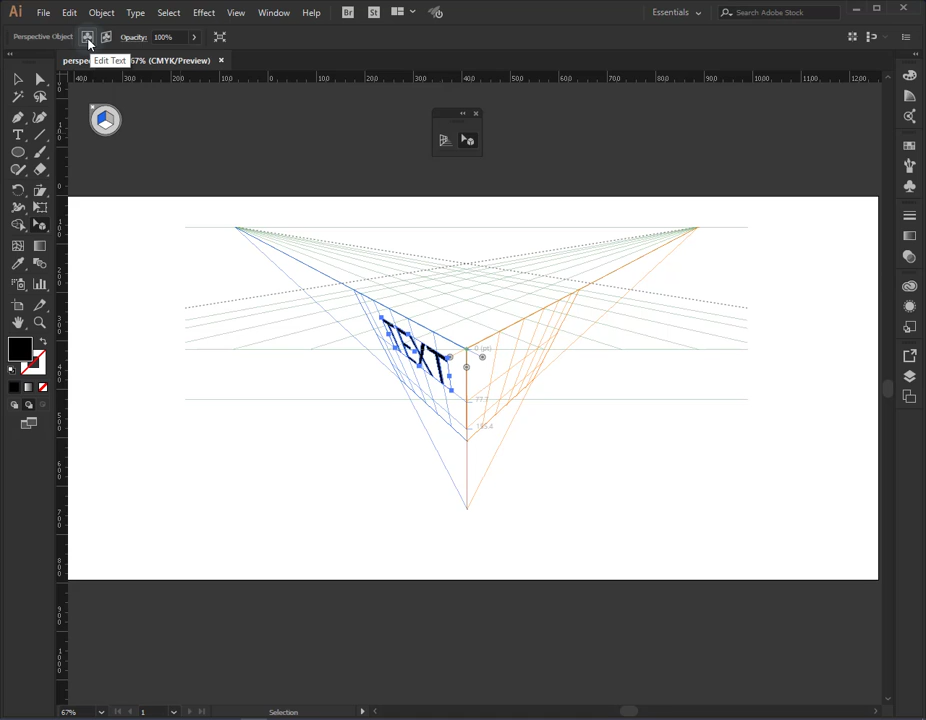 Ai File Edit Object Type Select Effect View Window Help Br St Essentials Search Adobe Stock
Perspective Object Opacity: 100%
Edit Text
67% (CMYK/Preview)
400 300 200 100 0 100 200 300 400 500 600 700 800 900 1000 1100 1200
TEXT
0 (pt)
67% 1 Selection